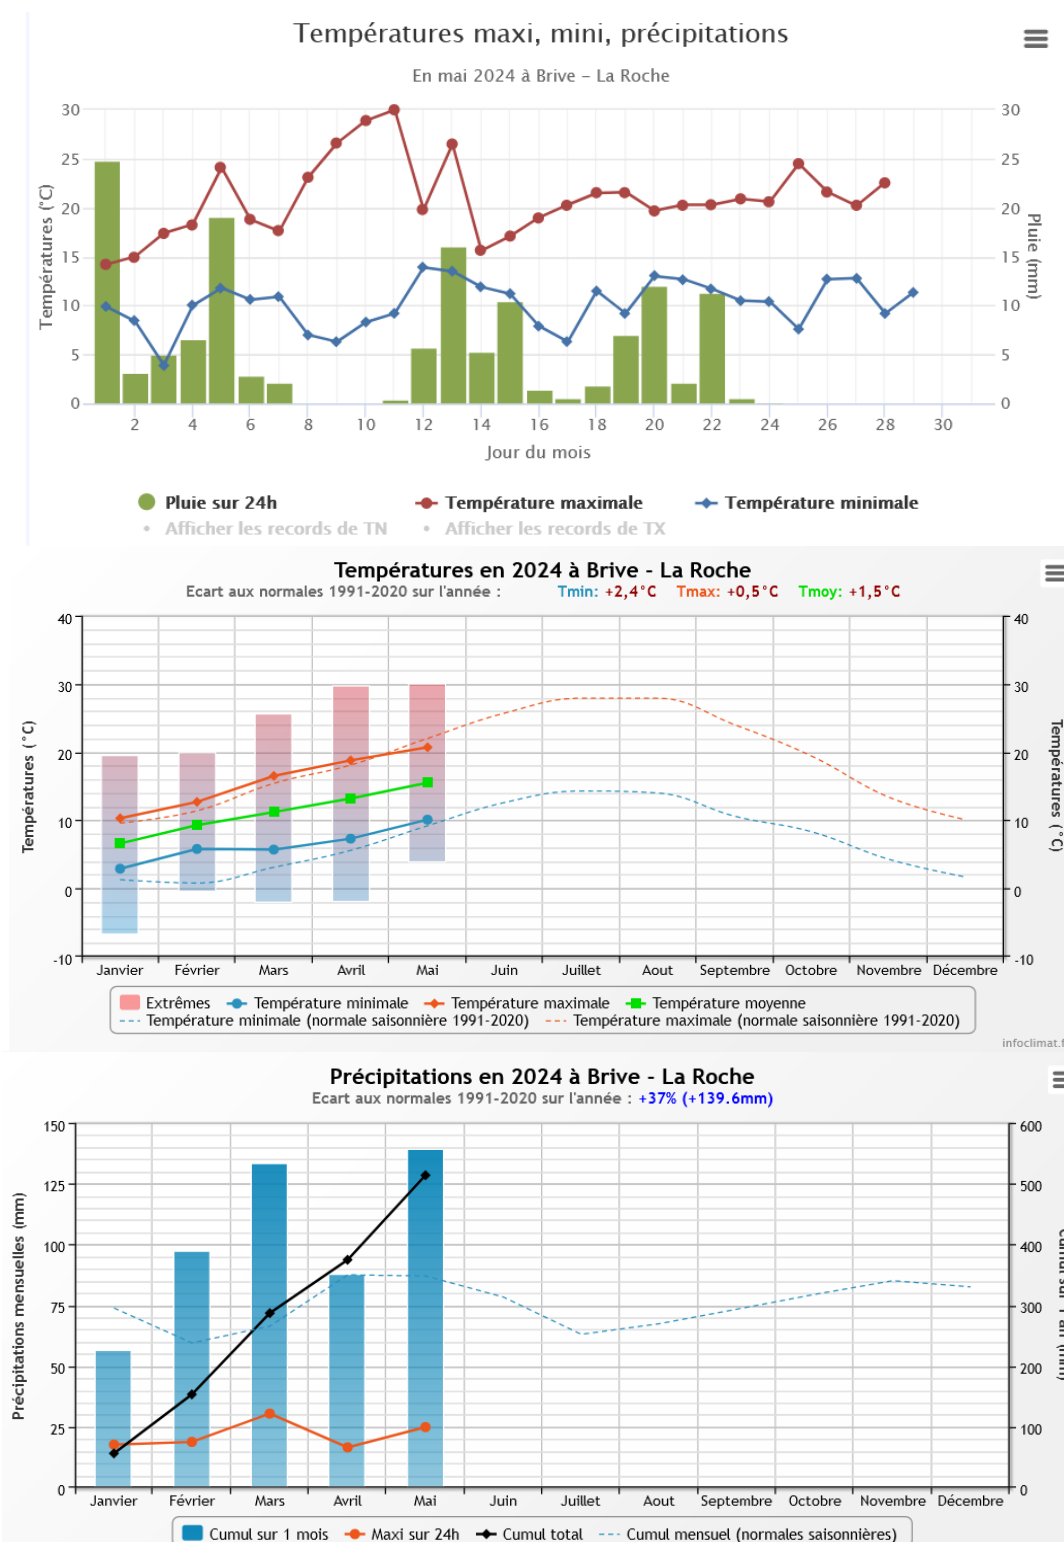 Températures maxi, mini, précipitations
En mai 2024 à Brive - La Roche
30 30
25 25
20 20
15 15
10 10
5 5
0 0
Températures (°C)
Pluie (mm)
2 4 6 8 10 12 14 16 18 20 22 24 26 28 30
Jour du mois
Pluie sur 24h Température maximale Température minimale
Afficher les records de TN Afficher les records de TX
Températures en 2024 à Brive - La Roche
Ecart aux normales 1991-2020 sur l'année : Tmin: +2,4°C Tmax: +0,5°C Tmoy: +1,5°C
40 40
30 30
20 20
10 10
0 0
-10 -10
Températures (°C)
Températures (°C)
Janvier Février Mars Avril Mai Juin Juillet Aout Septembre Octobre Novembre Décembre
Extrêmes Température minimale Température maximale Température moyenne
Température minimale (normale saisonnière 1991-2020) Température maximale (normale saisonnière 1991-2020)
infoclimat.f
Précipitations en 2024 à Brive - La Roche
Ecart aux normales 1991-2020 sur l'année : +37% (+139.6mm)
150 600
125 500
100 400
75 300
50 200
25 100
0 0
Précipitations mensuelles (mm)
Janvier Février Mars Avril Mai Juin Juillet Aout Septembre Octobre Novembre Décembre
Cumul sur 1 mois Maxi sur 24h Cumul total Cumul mensuel (normales saisonnières)